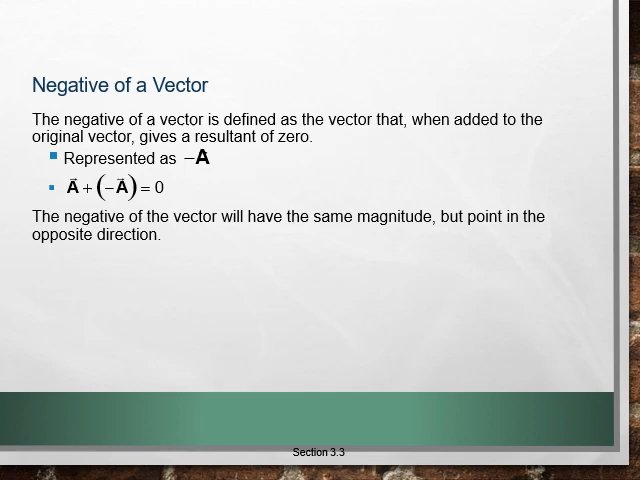 Negative of a Vector
The negative of a vector is defined as the vector that, when added to the
original vector, gives a resultant of zero.
▪ Represented as −A⃗
▪ A⃗ + (−A⃗) = 0
The negative of the vector will have the same magnitude, but point in the
opposite direction.
Section 3.3